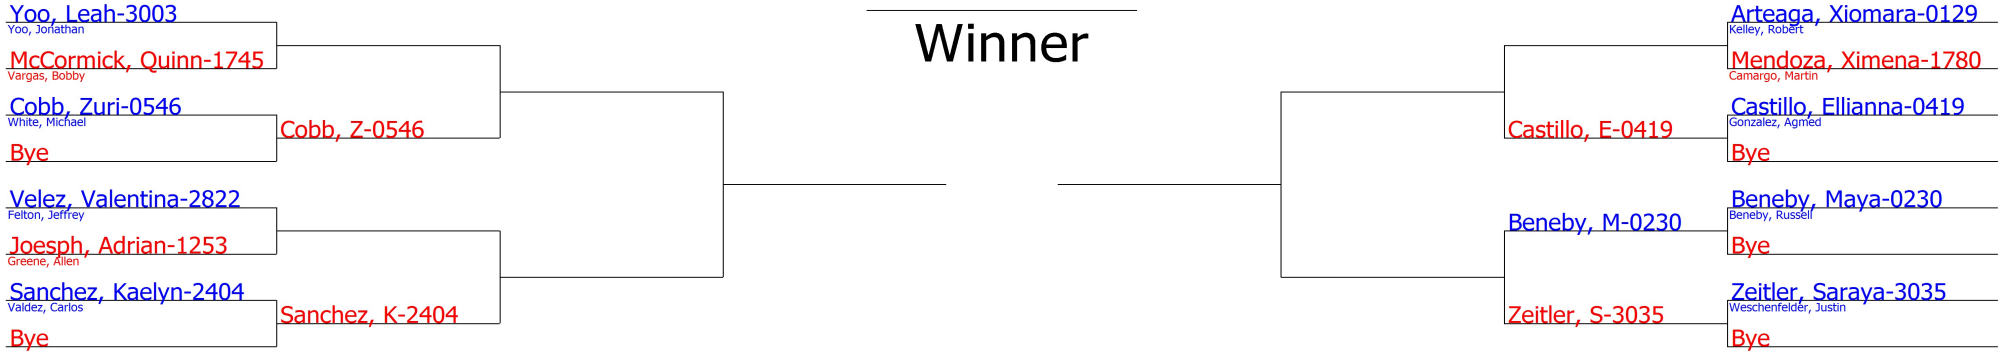 Yoo, Leah-3003
Yoo, Jonathan
McCormick, Quinn-1745
Vargas, Bobby
Cobb, Zuri-0546
White, Michael
Cobb, Z-0546
Bye
Velez, Valentina-2822
Felton, Jeffrey
Joesph, Adrian-1253
Greene, Allen
Sanchez, Kaelyn-2404
Valdez, Carlos
Sanchez, K-2404
Bye
Winner
Arteaga, Xiomara-0129
Kelley, Robert
Mendoza, Ximena-1780
Camargo, Martin
Castillo, Ellianna-0419
Gonzalez, Agmed
Castillo, E-0419
Bye
Beneby, Maya-0230
Beneby, Russell
Beneby, M-0230
Bye
Zeitler, Saraya-3035
Weschenfelder, Justin
Zeitler, S-3035
Bye